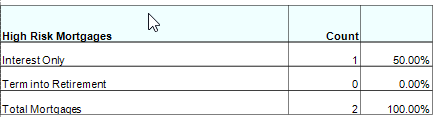 High Risk Mortgages Count
Interest Only 1 50.00%
Term into Retirement 0 0.00%
Total Mortgages 2 100.00%